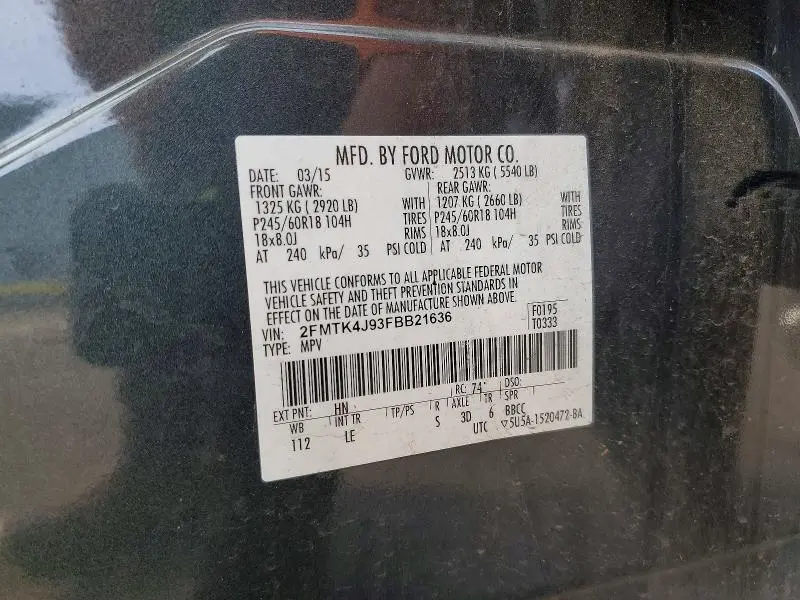 MFD. BY FORD MOTOR CO.
DATE: 03/15 GVWR: 2513 KG ( 5540 LB)
FRONT GAWR: REAR GAWR:
1325 KG ( 2920 LB) WITH 1207 KG ( 2660 LB) WITH
P245/60R18 104H TIRES P245/60R18 104H TIRES
18x8.0J RIMS 18x8.0J RIMS
AT 240 kPa/ 35 PSI COLD AT 240 kPa/ 35 PSI COLD
THIS VEHICLE CONFORMS TO ALL APPLICABLE FEDERAL MOTOR
VEHICLE SAFETY AND THEFT PREVENTION STANDARDS IN
EFFECT ON THE DATE OF MANUFACTURE SHOWN ABOVE.
VIN: 2FMTK4J93FBB21636 F0195
TYPE: MPV T0333
EXT PNT: HN RC: 74 DSO:
WB INT TR TP/PS R AXLE TR SPR
112 LE S 3D 6 BBCC
UTC ▽5U5A-1520472-BA